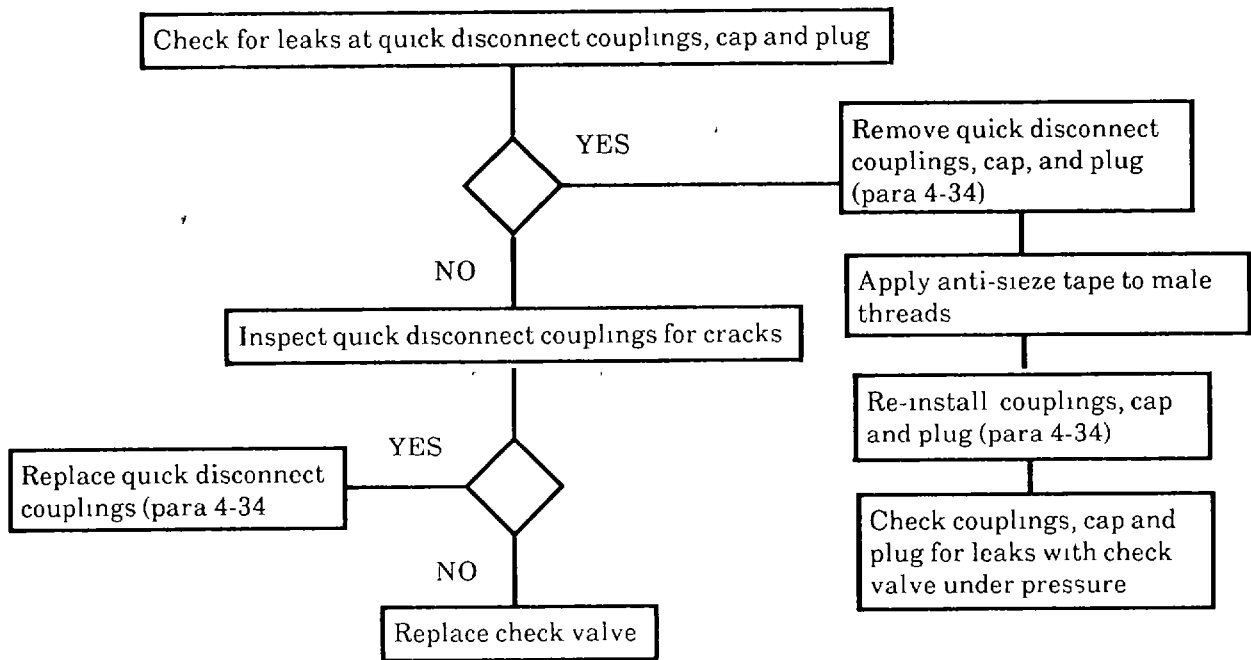 Check for leaks at quick disconnect couplings, cap and plug
YES
Remove quick disconnect
couplings, cap, and plug
(para 4-34)
NO
Apply anti-sieze tape to male
threads
Inspect quick disconnect couplings for cracks
Re-install couplings, cap
and plug (para 4-34)
YES
Replace quick disconnect
couplings (para 4-34
Check couplings, cap and
plug for leaks with check
valve under pressure
NO
Replace check valve